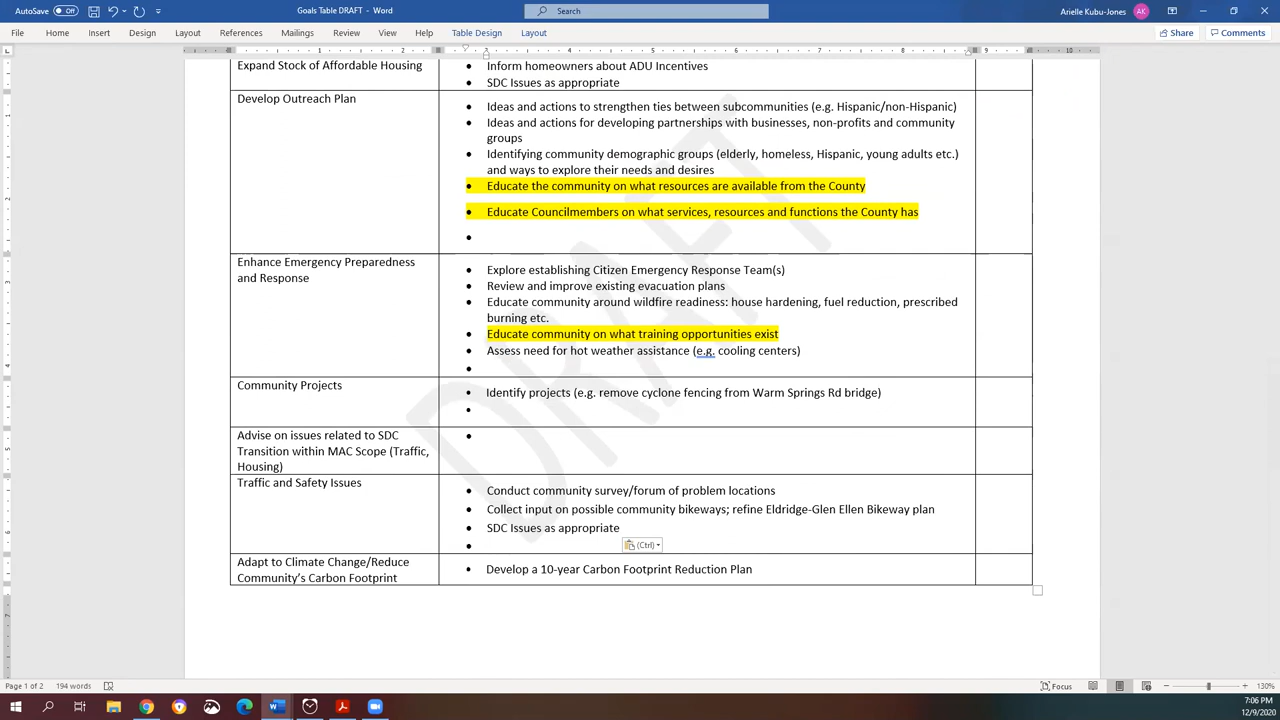 AutoSave Off
Goals Table DRAFT - Word
Search
Arielle Kubu-Jones
AK
File Home Insert Design Layout References Mailings Review View Help Table Design Layout
Share Comments
1 2 3 4 5 6 7 8 9 10
Expand Stock of Affordable Housing
• Inform homeowners about ADU Incentives
• SDC Issues as appropriate
Develop Outreach Plan
• Ideas and actions to strengthen ties between subcommunities (e.g. Hispanic/non-Hispanic)
• Ideas and actions for developing partnerships with businesses, non-profits and community
groups
• Identifying community demographic groups (elderly, homeless, Hispanic, young adults etc.)
and ways to explore their needs and desires
• Educate the community on what resources are available from the County
• Educate Councilmembers on what services, resources and functions the County has
•
Enhance Emergency Preparedness
and Response
• Explore establishing Citizen Emergency Response Team(s)
• Review and improve existing evacuation plans
• Educate community around wildfire readiness: house hardening, fuel reduction, prescribed
burning etc.
• Educate community on what training opportunities exist
• Assess need for hot weather assistance (e.g. cooling centers)
•
Community Projects
• Identify projects (e.g. remove cyclone fencing from Warm Springs Rd bridge)
•
Advise on issues related to SDC
Transition within MAC Scope (Traffic,
Housing)
•
Traffic and Safety Issues
• Conduct community survey/forum of problem locations
• Collect input on possible community bikeways; refine Eldridge-Glen Ellen Bikeway plan
• SDC Issues as appropriate
•
(Ctrl)
Adapt to Climate Change/Reduce
Community's Carbon Footprint
• Develop a 10-year Carbon Footprint Reduction Plan
DRAFT
Page 1 of 2 194 words
Focus
130%
7:06 PM
12/9/2020